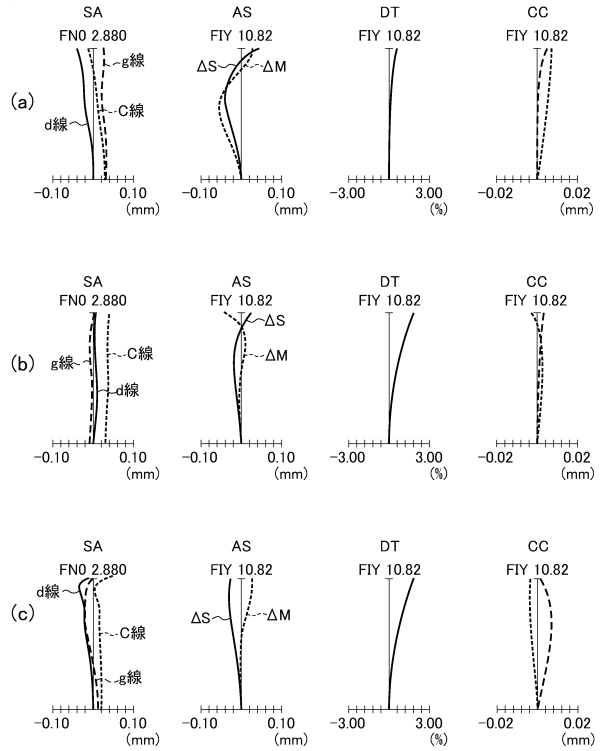 SA AS DT CC
FNO 2.880 FIY 10.82 FIY 10.82 FIY 10.82
g線 ΔS ΔM
(a)
C線
d線
-0.10 0.10 -0.10 0.10 -3.00 3.00 -0.02 0.02
(mm) (mm) (%) (mm)
SA AS DT CC
FNO 2.880 FIY 10.82 FIY 10.82 FIY 10.82
ΔS
(b) g線 C線 ΔM
d線
-0.10 0.10 -0.10 0.10 -3.00 3.00 -0.02 0.02
(mm) (mm) (%) (mm)
SA AS DT CC
FNO 2.880 FIY 10.82 FIY 10.82 FIY 10.82
d線
(c) ΔS ΔM
C線
g線
-0.10 0.10 -0.10 0.10 -3.00 3.00 -0.02 0.02
(mm) (mm) (%) (mm)